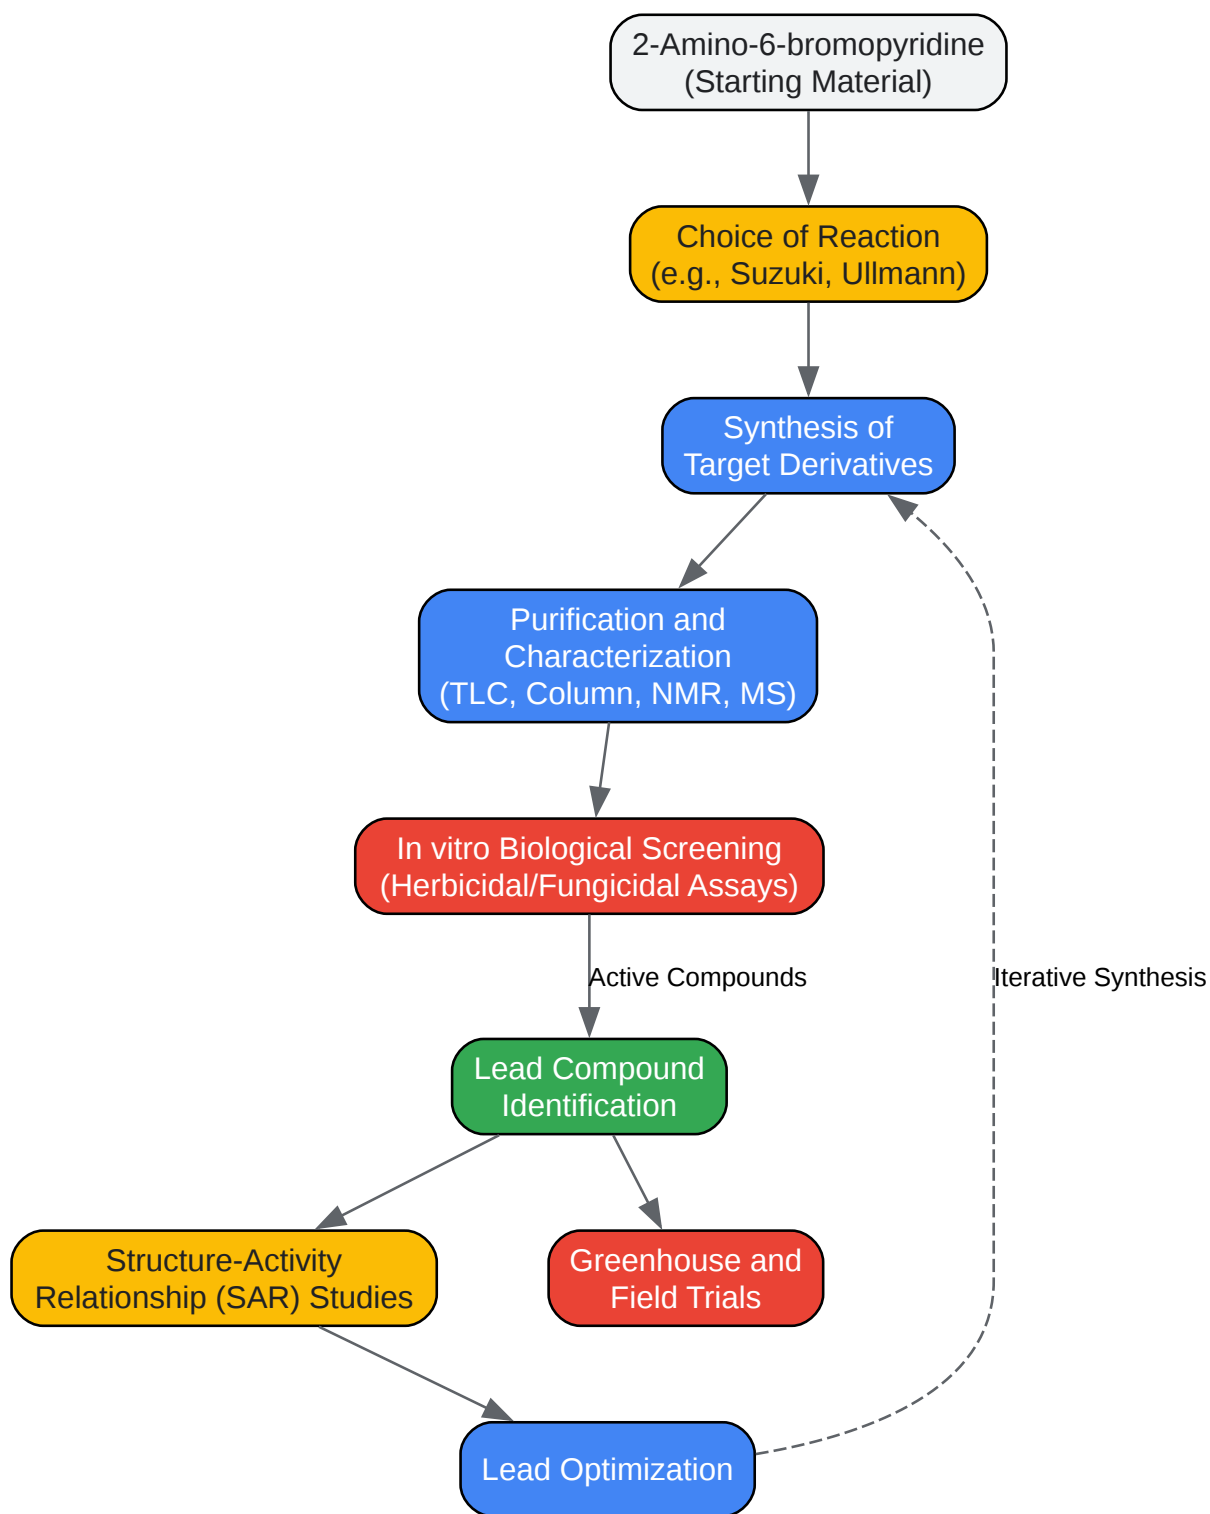 2-Amino-6-bromopyridine
(Starting Material)
Choice of Reaction
(e.g., Suzuki, Ullmann)
Synthesis of
Target Derivatives
Purification and
Characterization
(TLC, Column, NMR, MS)
In vitro Biological Screening
(Herbicidal/Fungicidal Assays)
Active Compounds
Iterative Synthesis
Lead Compound
Identification
Structure-Activity
Relationship (SAR) Studies
Greenhouse and
Field Trials
Lead Optimization